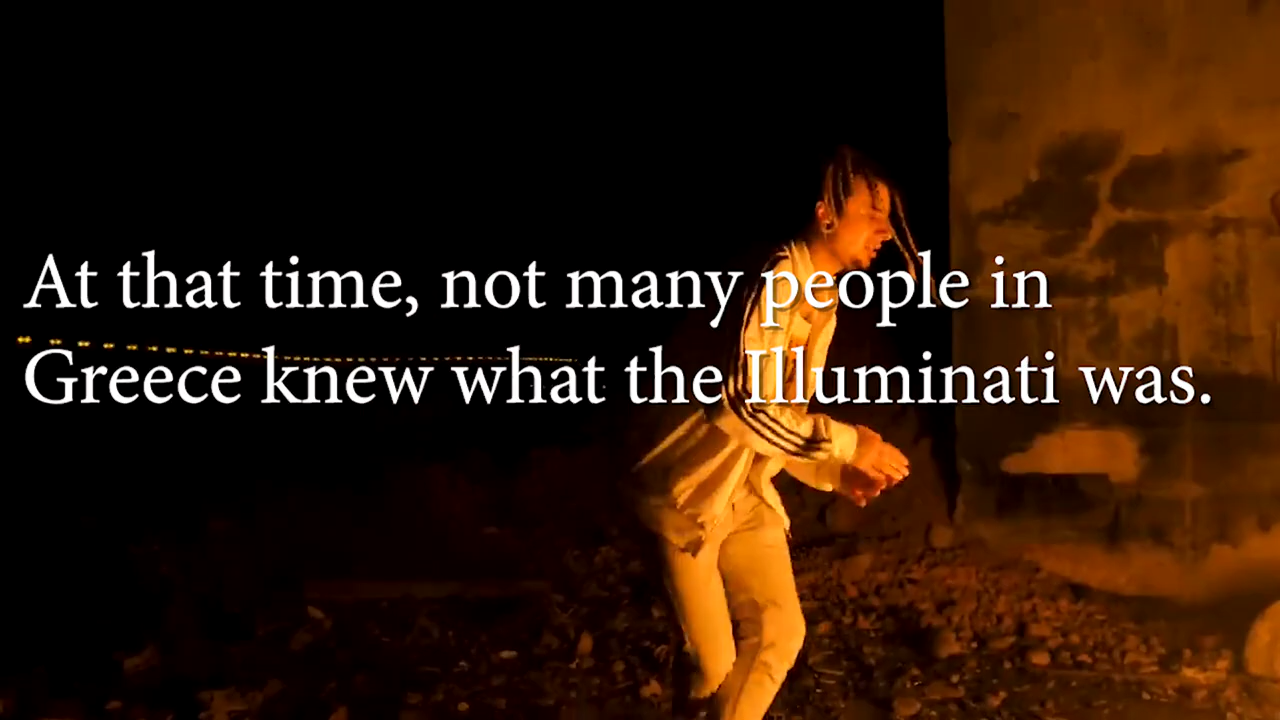 At that time, not many people in
Greece knew what the Illuminati was.